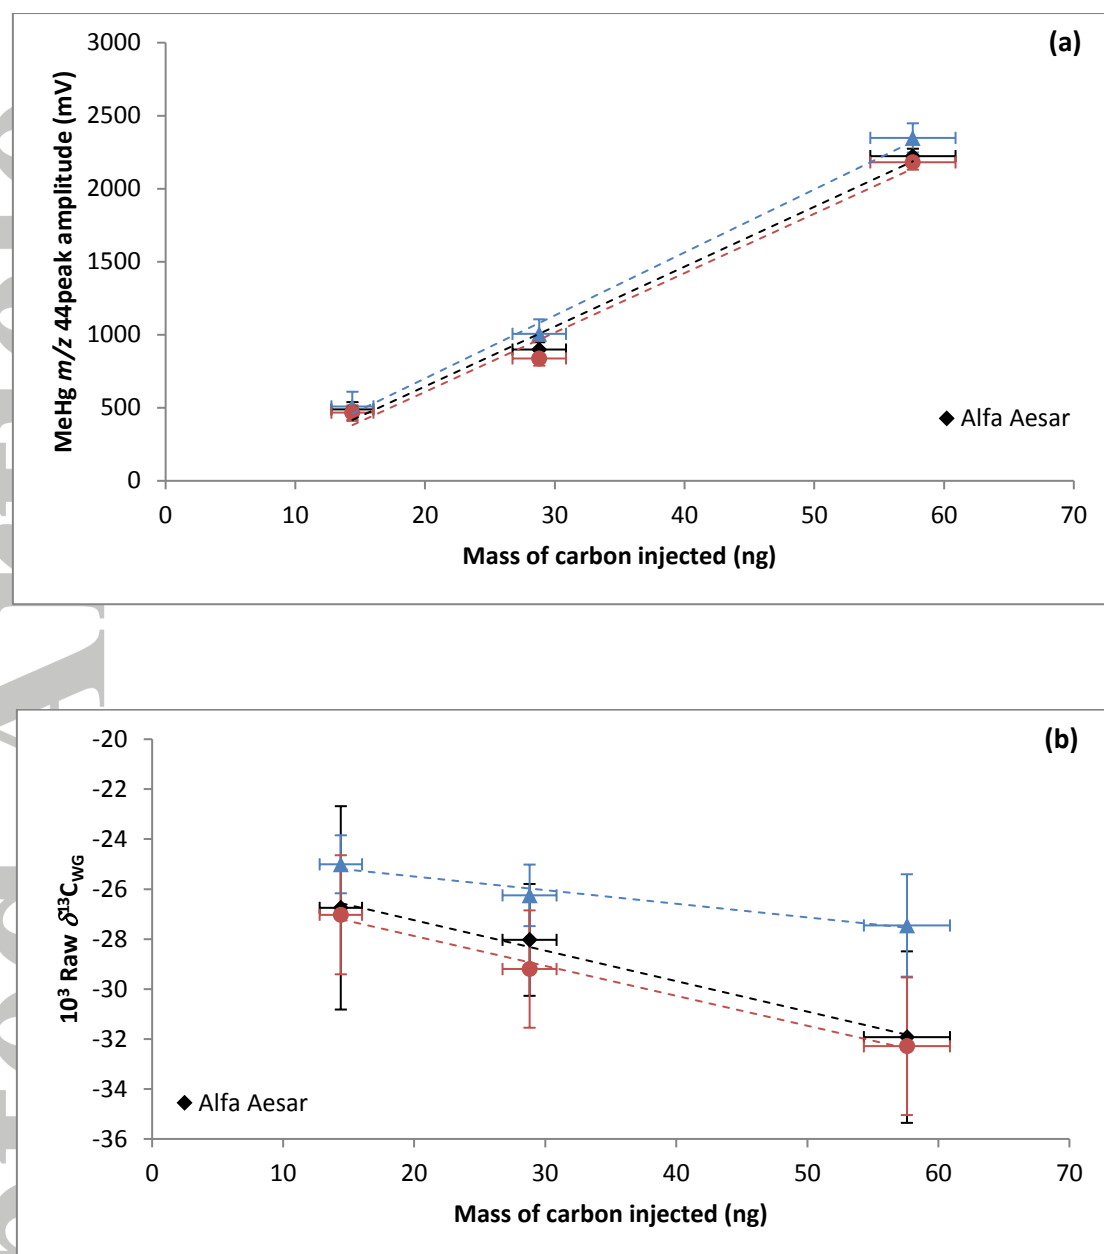 (a)
MeHg m/z 44peak amplitude (mV)
3000
2500
2000
1500
1000
500
0
0 10 20 30 40 50 60 70
Alfa Aesar
Mass of carbon injected (ng)
(b)
10³ Raw δ¹³C_WG
-20
-22
-24
-26
-28
-30
-32
-34
-36
0 10 20 30 40 50 60 70
Alfa Aesar
Mass of carbon injected (ng)